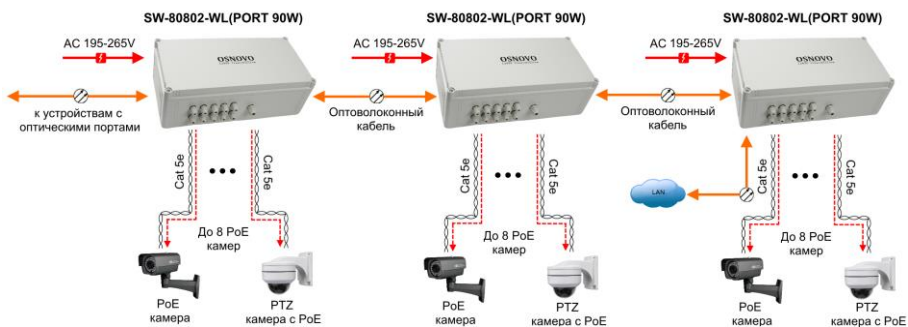 SW-80802-WL(PORT 90W)
SW-80802-WL(PORT 90W)
SW-80802-WL(PORT 90W)
AC 195-265V
AC 195-265V
AC 195-265V
OSNOVO
OSNOVO
OSNOVO
к устройствам с
оптическими портами
Оптоволоконный
кабель
Оптоволоконный
кабель
Cat 5e
Cat 5e
Cat 5e
Cat 5e
Cat 5e
Cat 5e
LAN
До 8 PoE
камер
До 8 PoE
камер
До 8 PoE
камер
PoE
камера
PTZ
камера с PoE
PoE
камера
PTZ
камера с PoE
PoE
камера
PTZ
камера с PoE